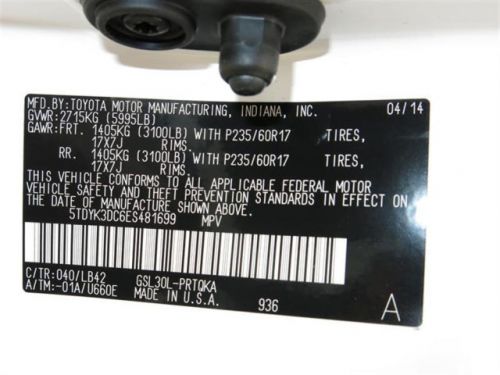 MFD.BY:TOYOTA MOTOR MANUFACTURING, INDIANA, INC. 04/14
GVWR:2715KG (5995LB)
GAWR:FRT. 1405KG (3100LB) WITH P235/60R17 TIRES,
17X7J RIMS.
RR. 1405KG (3100LB) WITH P235/60R17 TIRES,
17X7J RIMS.
THIS VEHICLE CONFORMS TO ALL APPLICABLE FEDERAL MOTOR
VEHICLE SAFETY AND THEFT PREVENTION STANDARDS IN EFFECT ON
THE DATE OF MANUFACTURE SHOWN ABOVE.
5TDYK3DC6ES481699 MPV
C/TR:040/LB42 GSL30L-PRTQKA
A/TM:-01A/U660E MADE IN U.S.A. 936 A